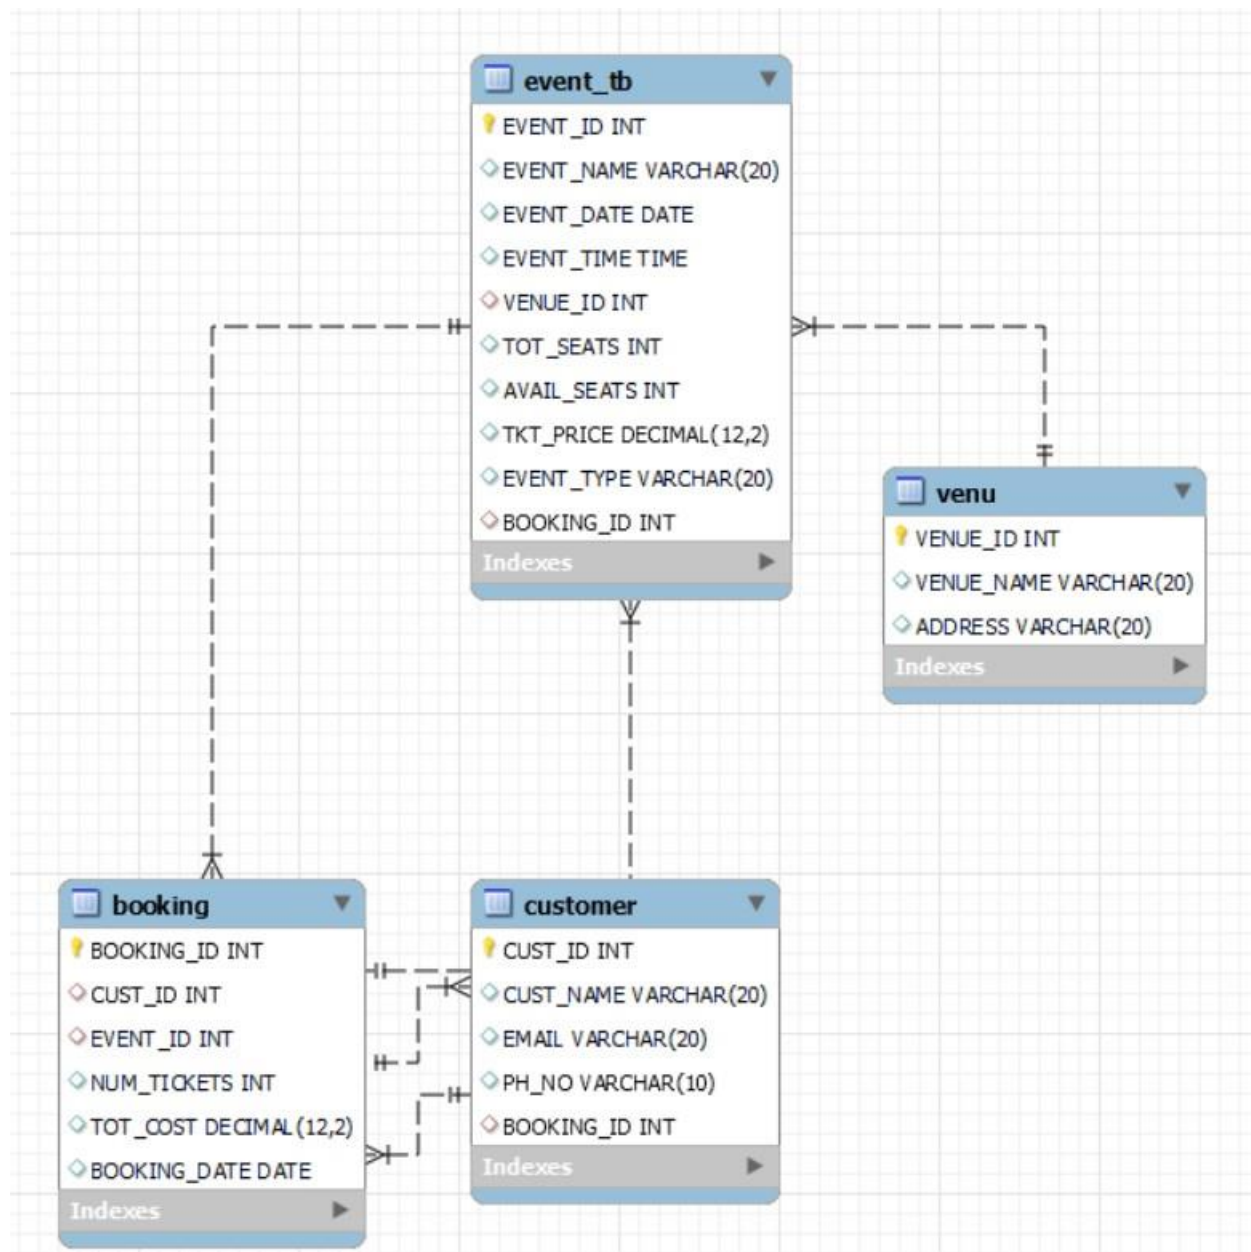 event_tb
EVENT_ID INT
EVENT_NAME VARCHAR(20)
EVENT_DATE DATE
EVENT_TIME TIME
VENUE_ID INT
TOT_SEATS INT
AVAIL_SEATS INT
TKT_PRICE DECIMAL(12,2)
EVENT_TYPE VARCHAR(20)
BOOKING_ID INT
Indexes
venu
VENUE_ID INT
VENUE_NAME VARCHAR(20)
ADDRESS VARCHAR(20)
Indexes
booking
BOOKING_ID INT
CUST_ID INT
EVENT_ID INT
NUM_TICKETS INT
TOT_COST DECIMAL(12,2)
BOOKING_DATE DATE
Indexes
customer
CUST_ID INT
CUST_NAME VARCHAR(20)
EMAIL VARCHAR(20)
PH_NO VARCHAR(10)
BOOKING_ID INT
Indexes